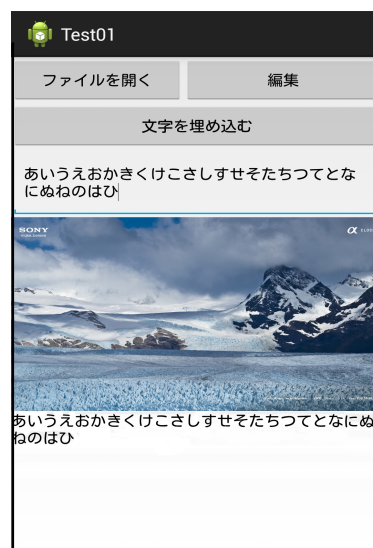 Test01
ファイルを開く
編集
文字を埋め込む
あいうえおかきくけこさしすせそたちつてとな
にぬねのはひ
SONY
α
あいうえおかきくけこさしすせそたちつてとなにぬ
ねのはひ